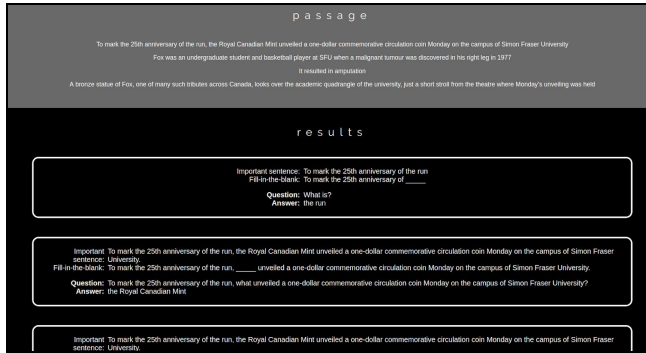 passage
To mark the 25th anniversary of the run, the Royal Canadian Mint unveiled a one-dollar commemorative circulation coin Monday on the campus of Simon Fraser University
Fox was an undergraduate student and basketball player at SFU when a malignant tumour was discovered in his right leg in 1977
It resulted in amputation
A bronze statue of Fox, one of many such tributes across Canada, looks over the academic quadrangle of the university, just a short stroll from the theatre where Monday's unveiling was held
results
Important sentence: To mark the 25th anniversary of the run
Fill-in-the-blank: To mark the 25th anniversary of _____
Question: What is?
Answer: the run
Important To mark the 25th anniversary of the run, the Royal Canadian Mint unveiled a one-dollar commemorative circulation coin Monday on the campus of Simon Fraser
sentence: University.
Fill-in-the-blank: To mark the 25th anniversary of the run, _____ unveiled a one-dollar commemorative circulation coin Monday on the campus of Simon Fraser University.
Question: To mark the 25th anniversary of the run, what unveiled a one-dollar commemorative circulation coin Monday on the campus of Simon Fraser University?
Answer: the Royal Canadian Mint
Important To mark the 25th anniversary of the run, the Royal Canadian Mint unveiled a one-dollar commemorative circulation coin Monday on the campus of Simon Fraser
sentence: University.